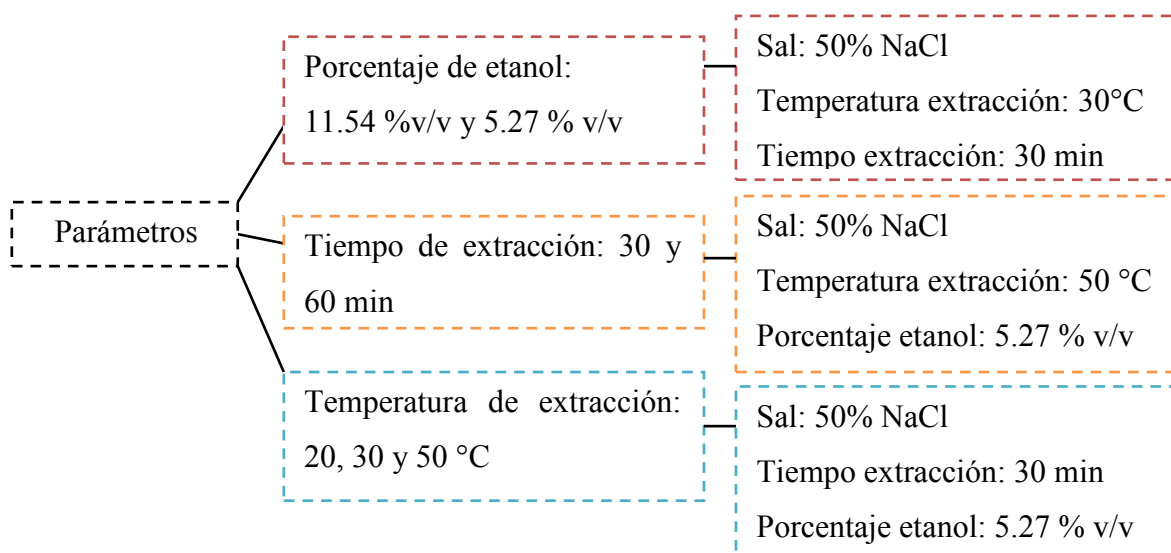 Parámetros
Porcentaje de etanol:
11.54 %v/v y 5.27 % v/v
Sal: 50% NaCl
Temperatura extracción: 30°C
Tiempo extracción: 30 min
Tiempo de extracción: 30 y
60 min
Sal: 50% NaCl
Temperatura extracción: 50 °C
Porcentaje etanol: 5.27 % v/v
Temperatura de extracción:
20, 30 y 50 °C
Sal: 50% NaCl
Tiempo extracción: 30 min
Porcentaje etanol: 5.27 % v/v